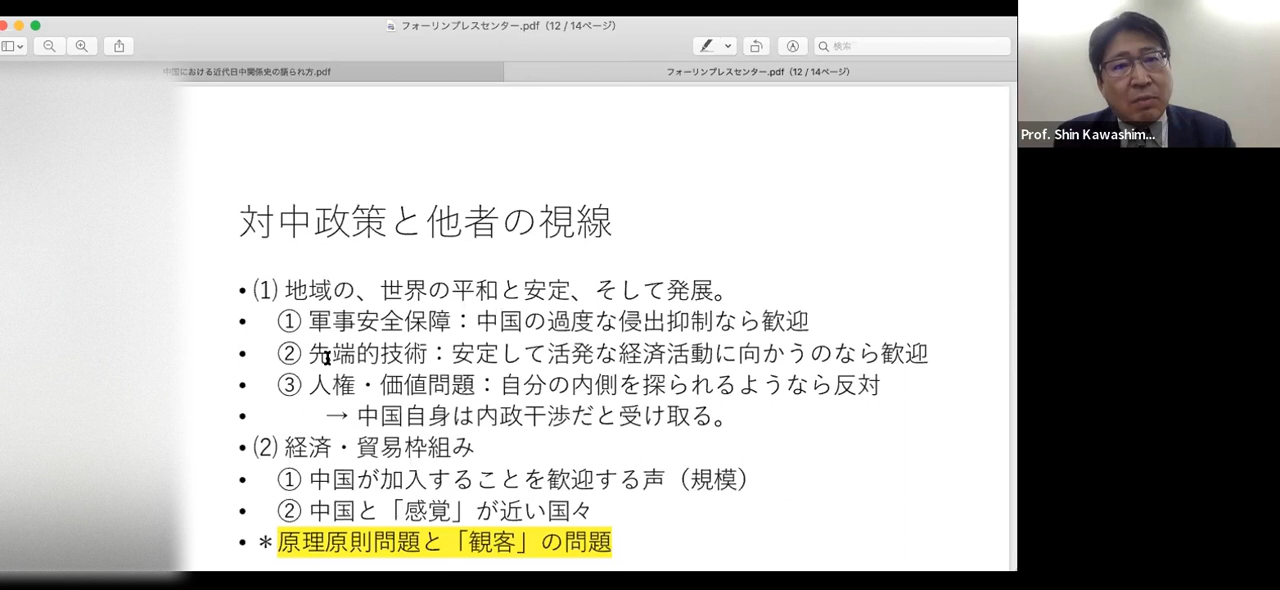 フォーリンプレスセンター.pdf（12 / 14ページ）
検索
中国における近代日中関係史の語られ方.pdf
フォーリンプレスセンター.pdf（12 / 14ページ）
Prof. Shin Kawashim...
対中政策と他者の視線
• (1) 地域の、世界の平和と安定、そして発展。
• ① 軍事安全保障：中国の過度な侵出抑制なら歓迎
• ② 先端的技術：安定して活発な経済活動に向かうのなら歓迎
• ③ 人権・価値問題：自分の内側を探られるようなら反対
• → 中国自身は内政干渉だと受け取る。
• (2) 経済・貿易枠組み
• ① 中国が加入することを歓迎する声（規模）
• ② 中国と「感覚」が近い国々
• ＊原理原則問題と「観客」の問題